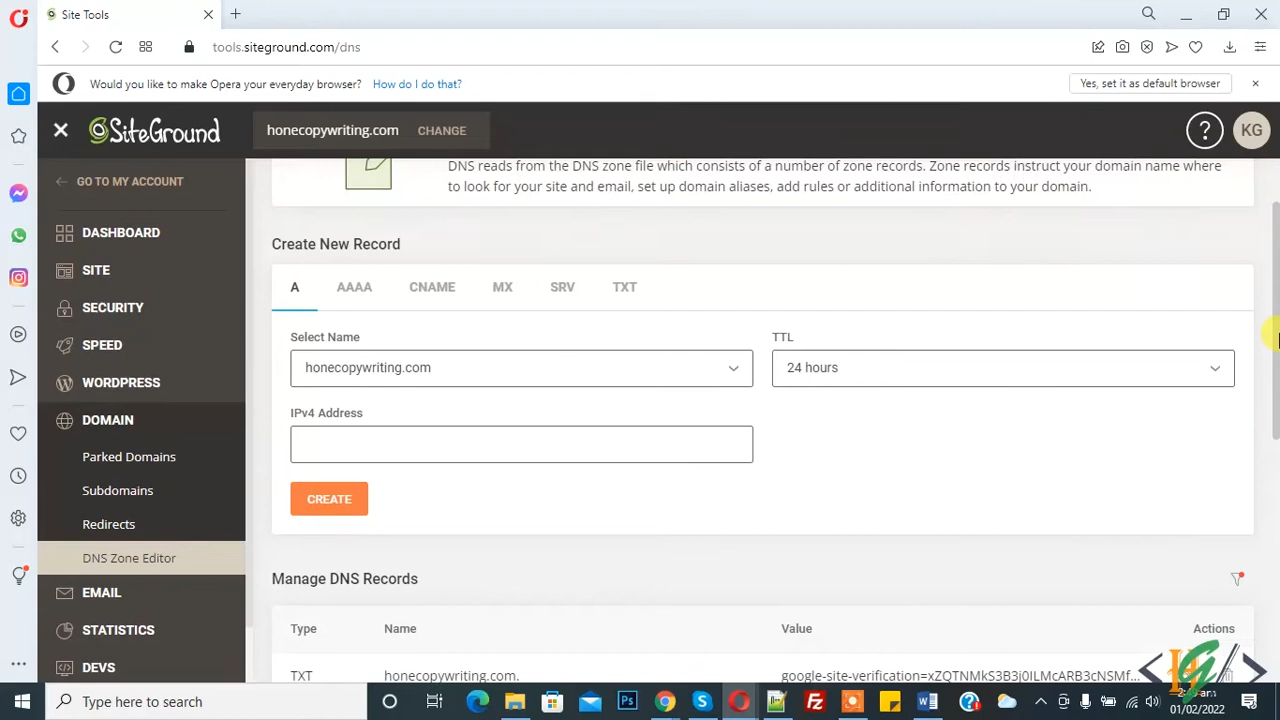 Site Tools
tools.siteground.com/dns
Would you like to make Opera your everyday browser? How do I do that? Yes, set it as default browser
SiteGround honecopywriting.com CHANGE ? KG
GO TO MY ACCOUNT
DASHBOARD
SITE
SECURITY
SPEED
WORDPRESS
DOMAIN
Parked Domains
Subdomains
Redirects
DNS Zone Editor
EMAIL
STATISTICS
DEVS
DNS reads from the DNS zone file which consists of a number of zone records. Zone records instruct your domain name where
to look for your site and email, set up domain aliases, add rules or additional information to your domain.
Create New Record
A AAAA CNAME MX SRV TXT
Select Name TTL
honecopywriting.com 24 hours
IPv4 Address
CREATE
Manage DNS Records
Type Name Value Actions
TXT honecopywriting.com. google-site-verification=xZQTNMkS3B3j0ILMcARB3cNSMf...
Type here to search
01/02/2022